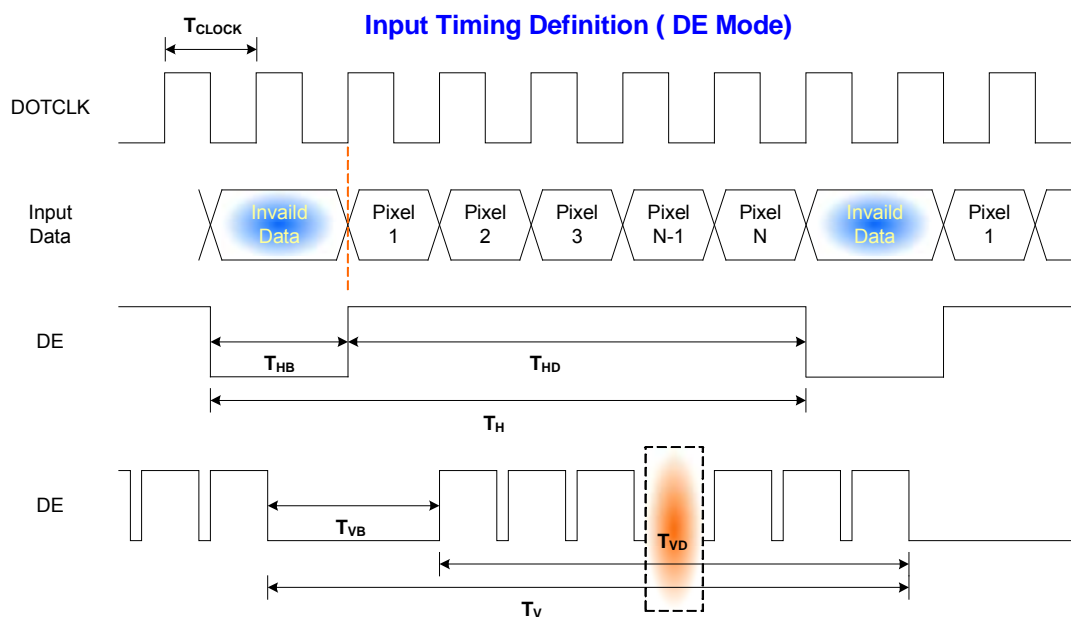 Input Timing Definition ( DE Mode)
TCLOCK
DOTCLK
Input
Data
Invaild
Data
Pixel
1
Pixel
2
Pixel
3
Pixel
N-1
Pixel
N
Invaild
Data
Pixel
1
DE
THB
THD
TH
DE
TVB
TVD
TV